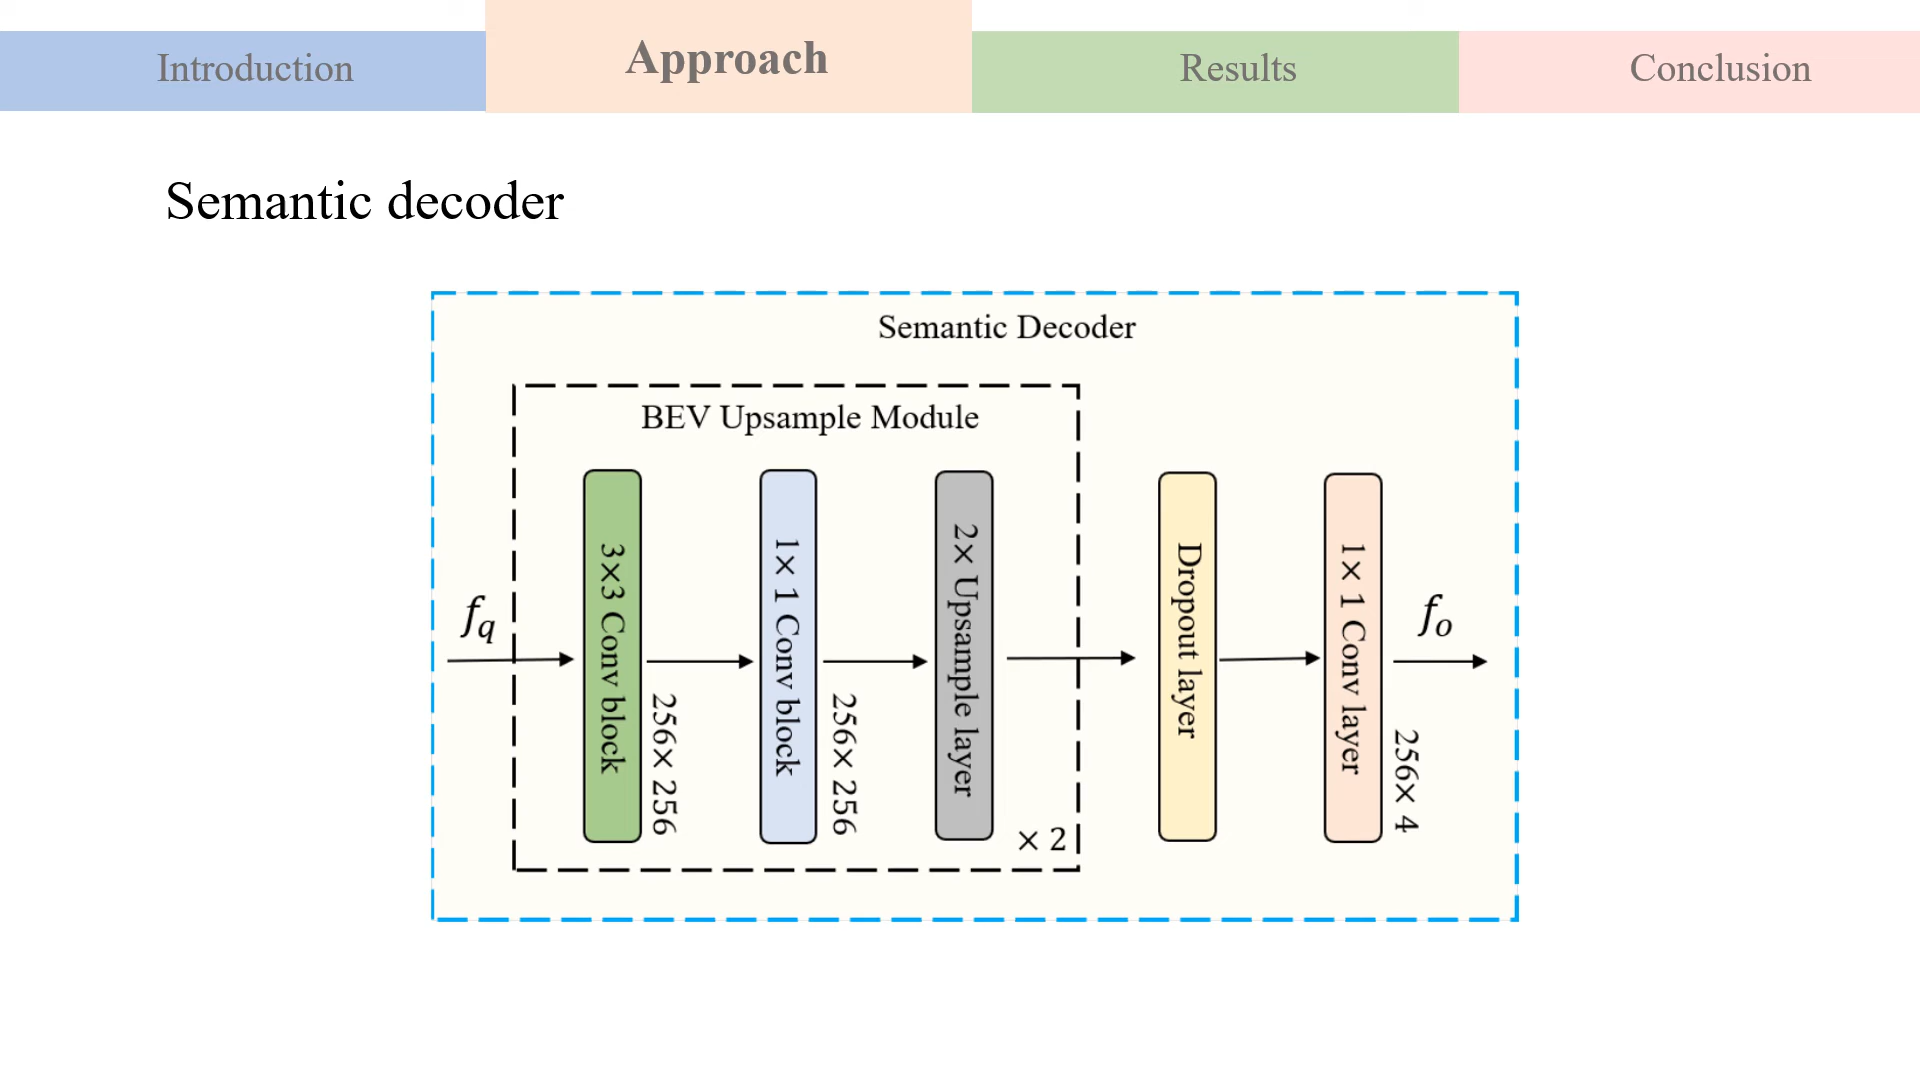 Introduction
Approach
Results
Conclusion
Semantic decoder
Semantic Decoder
BEV Upsample Module
f_q
3×3 Conv block
256× 256
1× 1 Conv block
256× 256
2× Upsample layer
× 2
Dropout layer
1× 1 Conv layer
256× 4
f_o